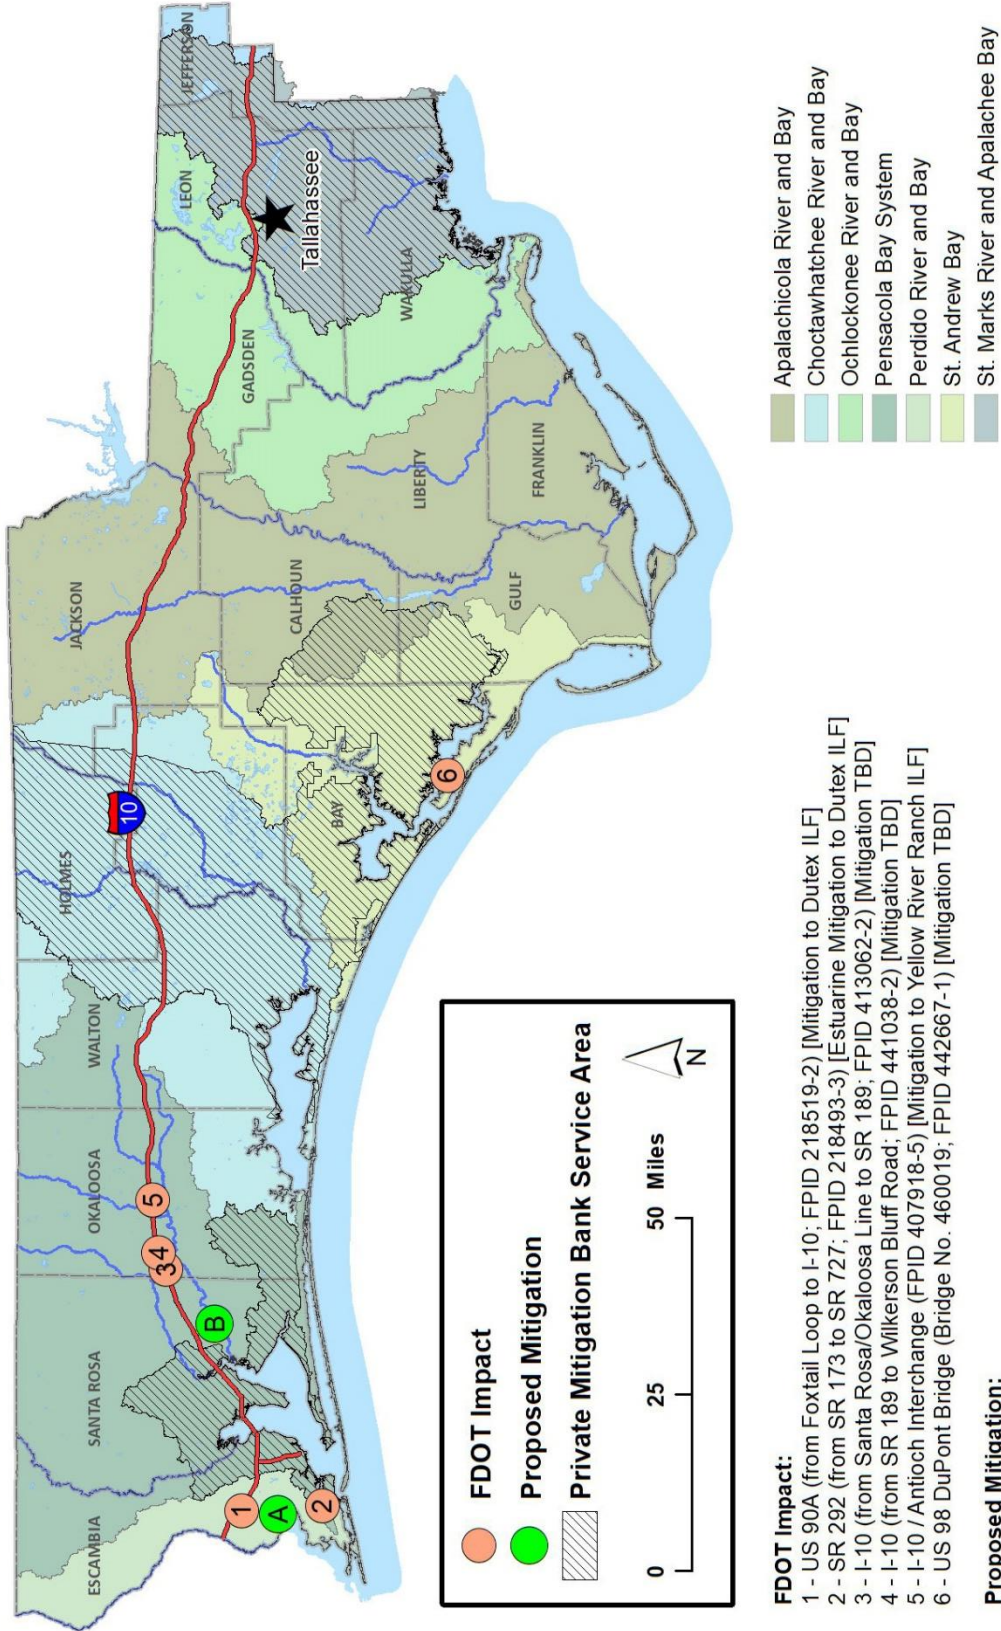 ESCAMBIA
SANTA ROSA
OKALOOSA
WALTON
HOLMES
JACKSON
BAY
CALHOUN
GULF
LIBERTY
FRANKLIN
GADSDEN
LEON
WAKULLA
JEFFERSON
Tallahassee
10
1
2
3
4
5
6
A
B
FDOT Impact
Proposed Mitigation
Private Mitigation Bank Service Area
0 25 50 Miles
N
Apalachicola River and Bay
Choctawhatchee River and Bay
Ochlockonee River and Bay
Pensacola Bay System
Perdido River and Bay
St. Andrew Bay
St. Marks River and Apalachee Bay
FDOT Impact:
1 - US 90A (from Foxtail Loop to I-10; FPID 218519-2) [Mitigation to Dutex ILF]
2 - SR 292 (from SR 173 to SR 727; FPID 218493-3) [Estuarine Mitigation to Dutex ILF]
3 - I-10 (from Santa Rosa/Okaloosa Line to SR 189; FPID 413062-2) [Mitigation TBD]
4 - I-10 (from SR 189 to Wilkerson Bluff Road; FPID 441038-2) [Mitigation TBD]
5 - I-10 / Antioch Interchange (FPID 407918-5) [Mitigation to Yellow River Ranch ILF]
6 - US 98 DuPont Bridge (Bridge No. 460019; FPID 442667-1) [Mitigation TBD]
Proposed Mitigation: